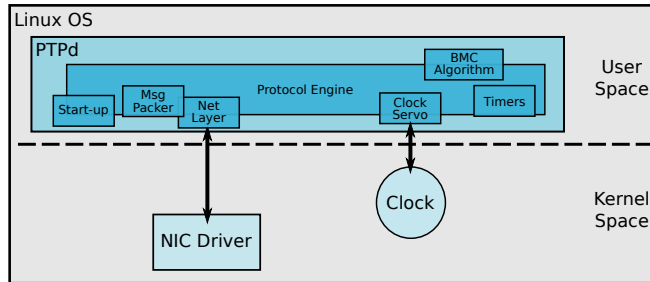 Linux OS
PTPd
BMC
Algorithm
Protocol Engine
Msg
Packer
Start-up
Net
Layer
Clock
Servo
Timers
User
Space
Clock
NIC Driver
Kernel
Space